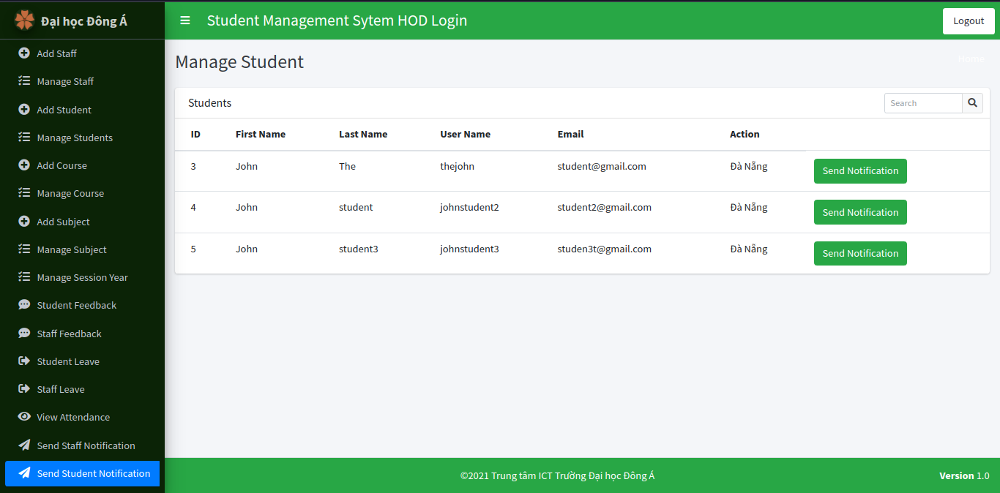 Đại học Đông Á
Student Management Sytem HOD Login
Logout
Add Staff
Manage Staff
Add Student
Manage Students
Add Course
Manage Course
Add Subject
Manage Subject
Manage Session Year
Student Feedback
Staff Feedback
Student Leave
Staff Leave
View Attendance
Send Staff Notification
Send Student Notification
Manage Student
Home
Students
Search
ID First Name Last Name User Name Email Action
3 John The thejohn student@gmail.com Đà Nẵng Send Notification
4 John student johnstudent2 student2@gmail.com Đà Nẵng Send Notification
5 John student3 johnstudent3 studen3t@gmail.com Đà Nẵng Send Notification
©2021 Trung tâm ICT Trường Đại học Đông Á
Version 1.0